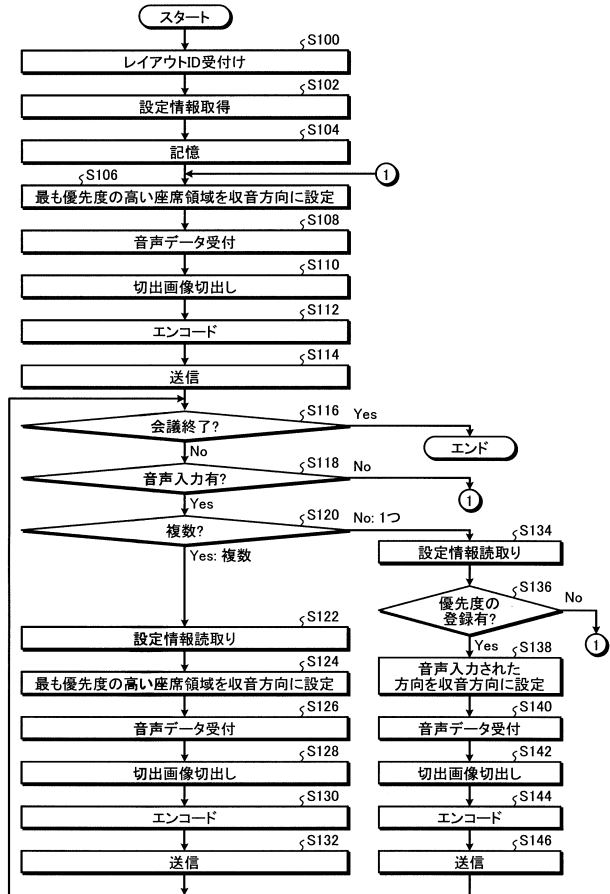 スタート
S100
レイアウトID受付け
S102
設定情報取得
S104
記憶
S106
1
最も優先度の高い座席領域を収音方向に設定
S108
音声データ受付
S110
切出画像切出し
S112
エンコード
S114
送信
S116
会議終了?
Yes
エンド
No
S118
音声入力有?
No
1
Yes
S120
複数?
No: 1つ
Yes: 複数
S134
設定情報読取り
S136
優先度の
登録有?
No
1
Yes
S122
設定情報読取り
S124
最も優先度の高い座席領域を収音方向に設定
S126
音声データ受付
S128
切出画像切出し
S130
エンコード
S132
送信
S138
音声入力された
方向を収音方向に設定
S140
音声データ受付
S142
切出画像切出し
S144
エンコード
S146
送信